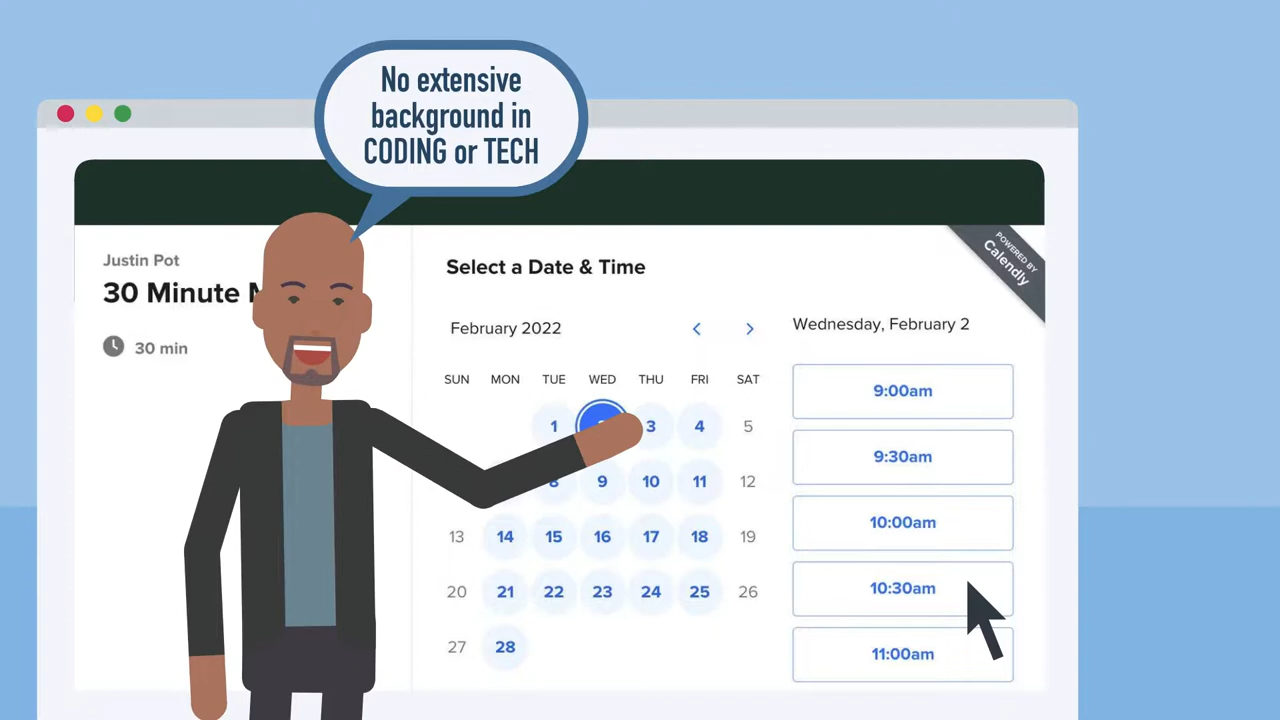 No extensive
background in
CODING or TECH
POWERED BY
Calendly
Justin Pot
30 Minute
30 min
Select a Date & Time
February 2022
Wednesday, February 2
SUN MON TUE WED THU FRI SAT
1 3 4 5
8 9 10 11 12
13 14 15 16 17 18 19
20 21 22 23 24 25 26
27 28
9:00am
9:30am
10:00am
10:30am
11:00am